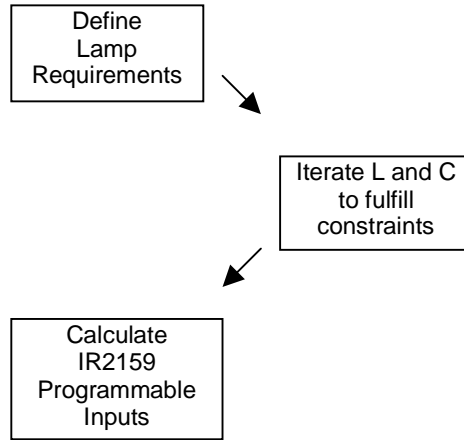 Define
Lamp
Requirements
Iterate L and C
to fulfill
constraints
Calculate
IR2159
Programmable
Inputs